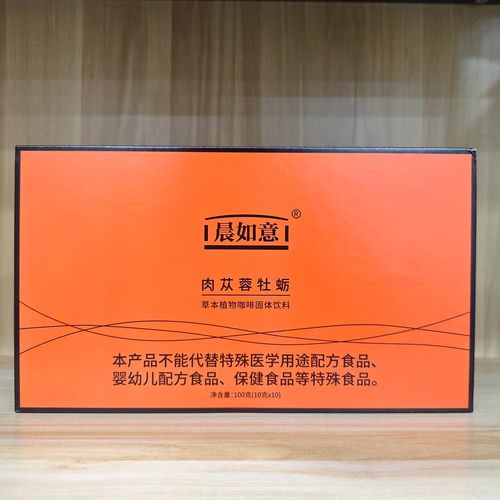 晨如意®
肉苁蓉牡蛎
草本植物咖啡固体饮料
本产品不能代替特殊医学用途配方食品、
婴幼儿配方食品、保健食品等特殊食品。
净含量:100克(10克x10)